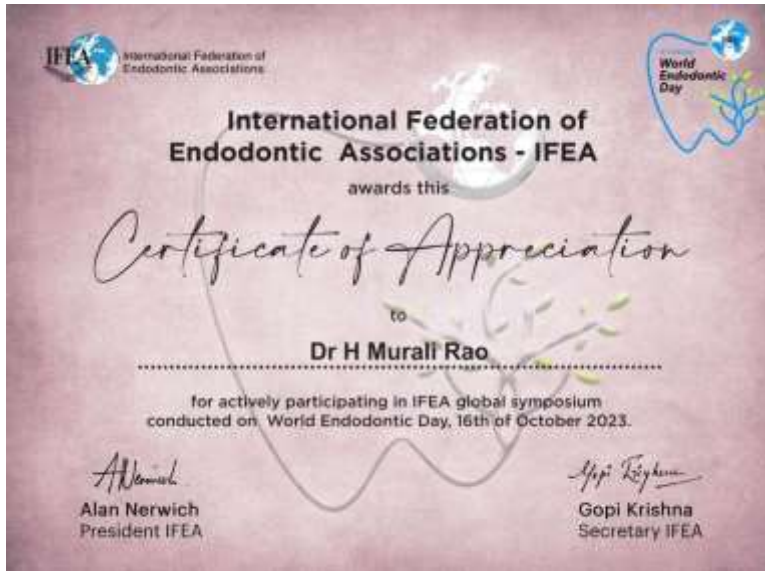 IFEA
International Federation of
Endodontic Associations
World
Endodontic
Day
International Federation of
Endodontic Associations - IFEA
awards this
Certificate of Appreciation
to
Dr H Murali Rao
for actively participating in IFEA global symposium
conducted on World Endodontic Day, 16th of October 2023.
Alan Nerwich
President IFEA
Gopi Krishna
Secretary IFEA